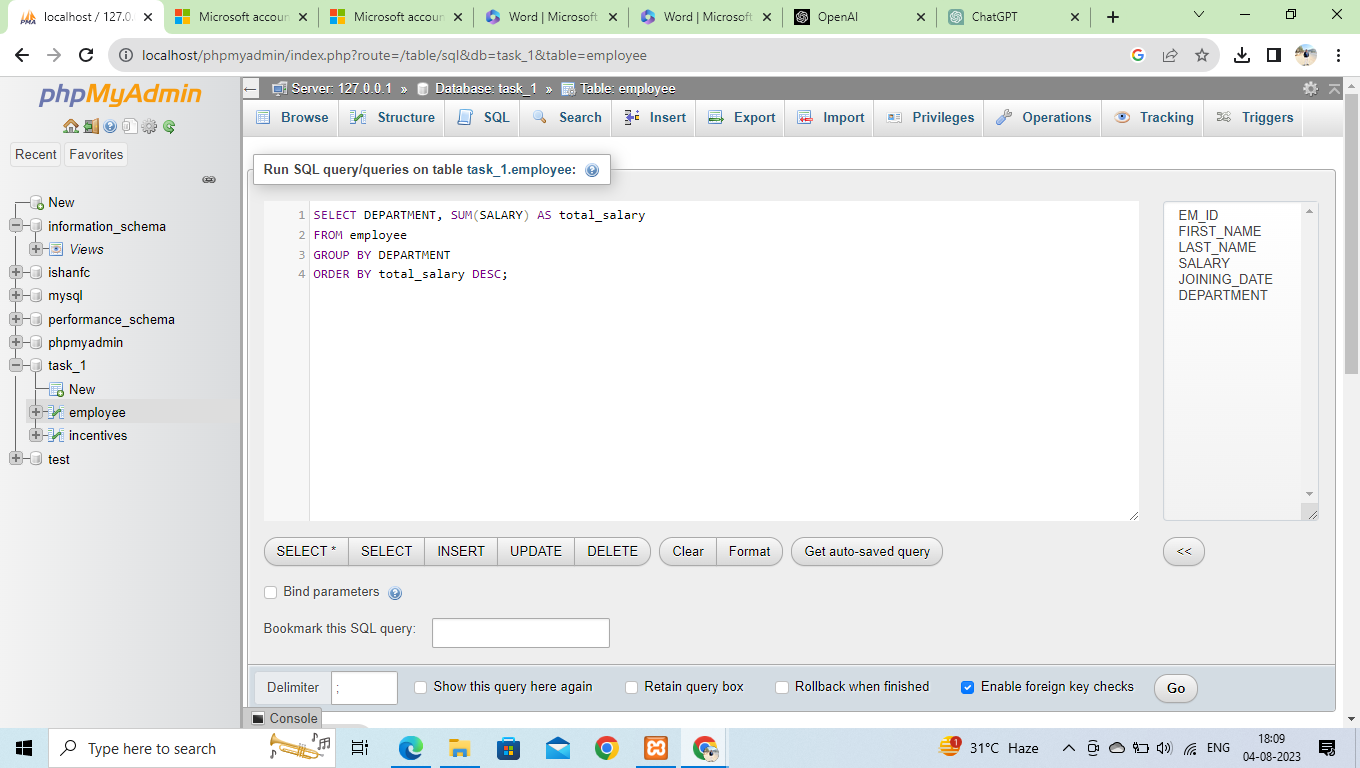 localhost / 127.0.
Microsoft accoun
Microsoft accoun
Word | Microsoft
Word | Microsoft
OpenAI
ChatGPT
localhost/phpmyadmin/index.php?route=/table/sql&db=task_1&table=employee
phpMyAdmin
Recent
Favorites
New
information_schema
Views
ishanfc
mysql
performance_schema
phpmyadmin
task_1
New
employee
incentives
test
Server: 127.0.0.1 » Database: task_1 » Table: employee
Browse Structure SQL Search Insert Export Import Privileges Operations Tracking Triggers
Run SQL query/queries on table task_1.employee:
1 SELECT DEPARTMENT, SUM(SALARY) AS total_salary
2 FROM employee
3 GROUP BY DEPARTMENT
4 ORDER BY total_salary DESC;
EM_ID
FIRST_NAME
LAST_NAME
SALARY
JOINING_DATE
DEPARTMENT
SELECT * SELECT INSERT UPDATE DELETE Clear Format Get auto-saved query <<
Bind parameters
Bookmark this SQL query:
Delimiter ; Show this query here again Retain query box Rollback when finished Enable foreign key checks Go
Console
Type here to search
1
31°C Haze
ENG
18:09
04-08-2023